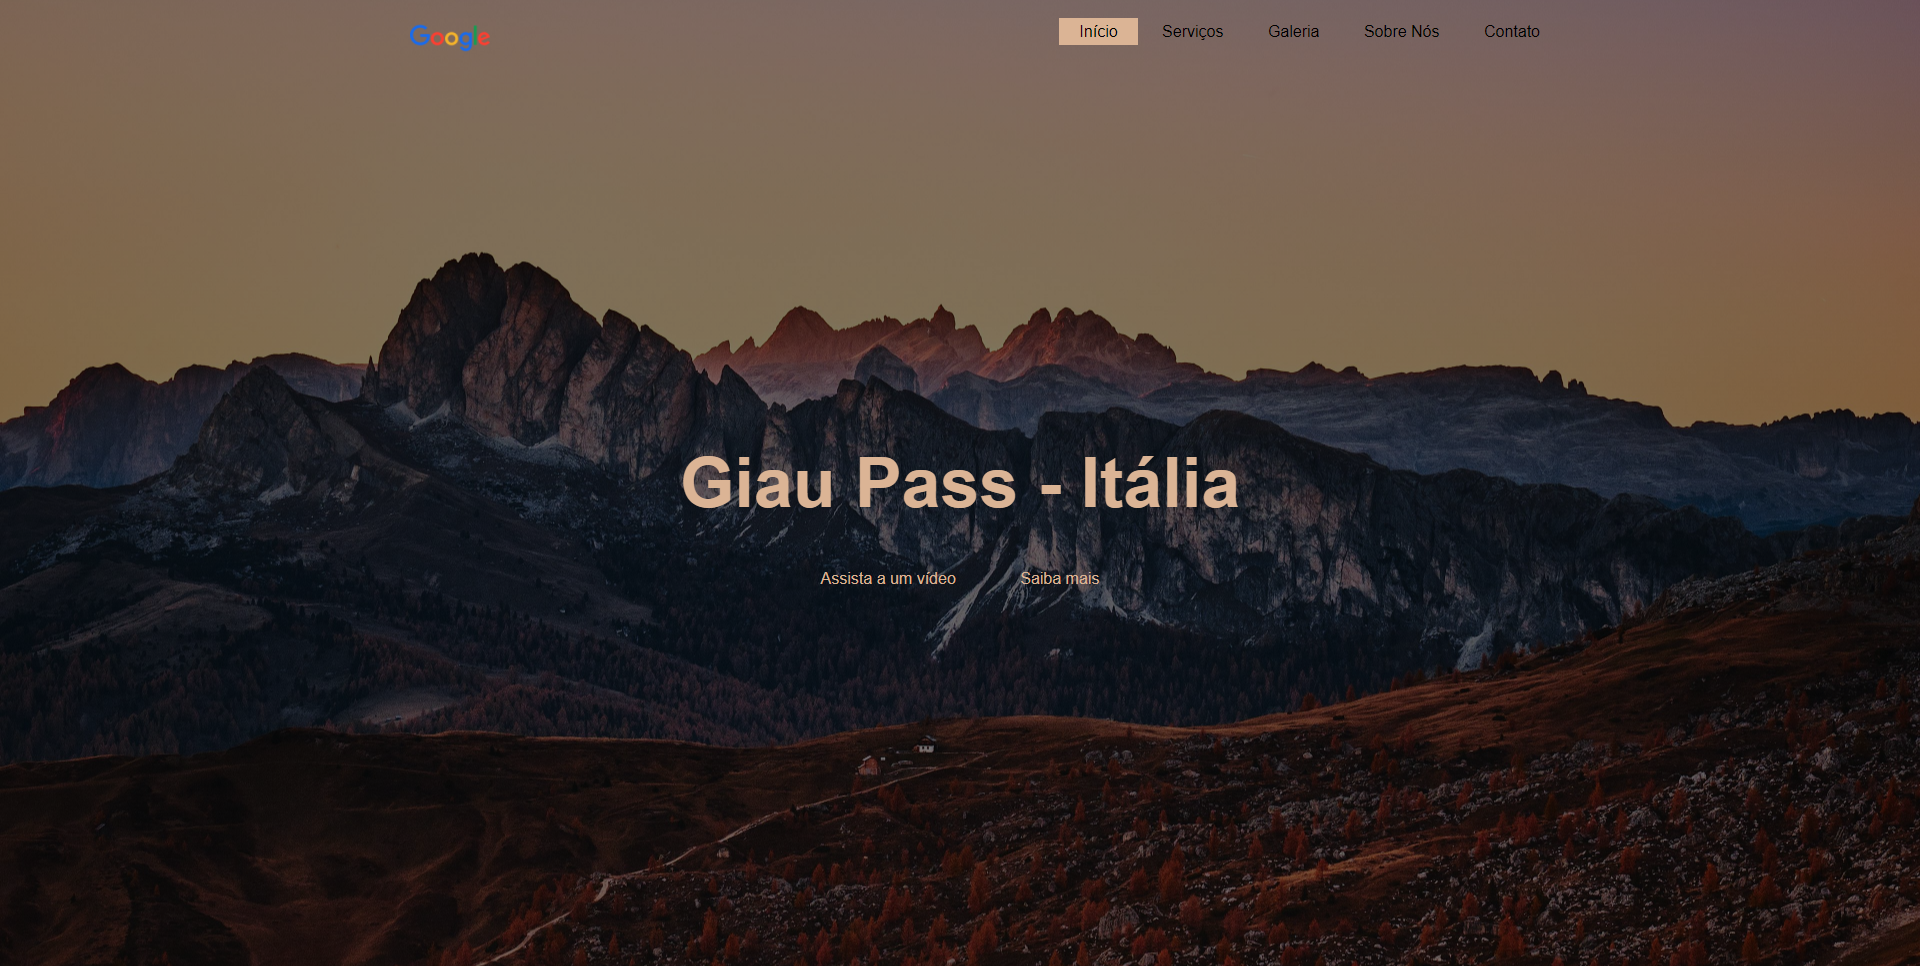 Google
Início Serviços Galeria Sobre Nós Contato
Giau Pass - Itália
Assista a um vídeo Saiba mais